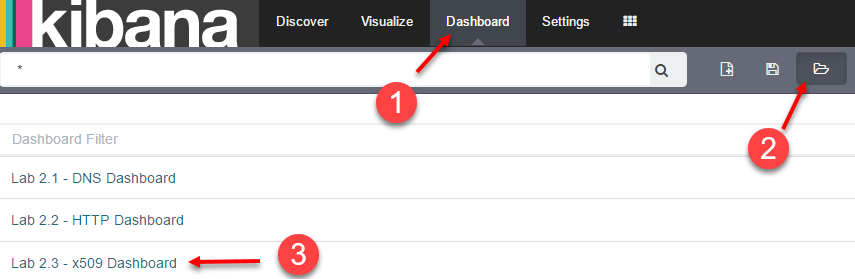 kibana Discover Visualize Dashboard Settings
1
*
2
Dashboard Filter
Lab 2.1 - DNS Dashboard
Lab 2.2 - HTTP Dashboard
Lab 2.3 - x509 Dashboard 3